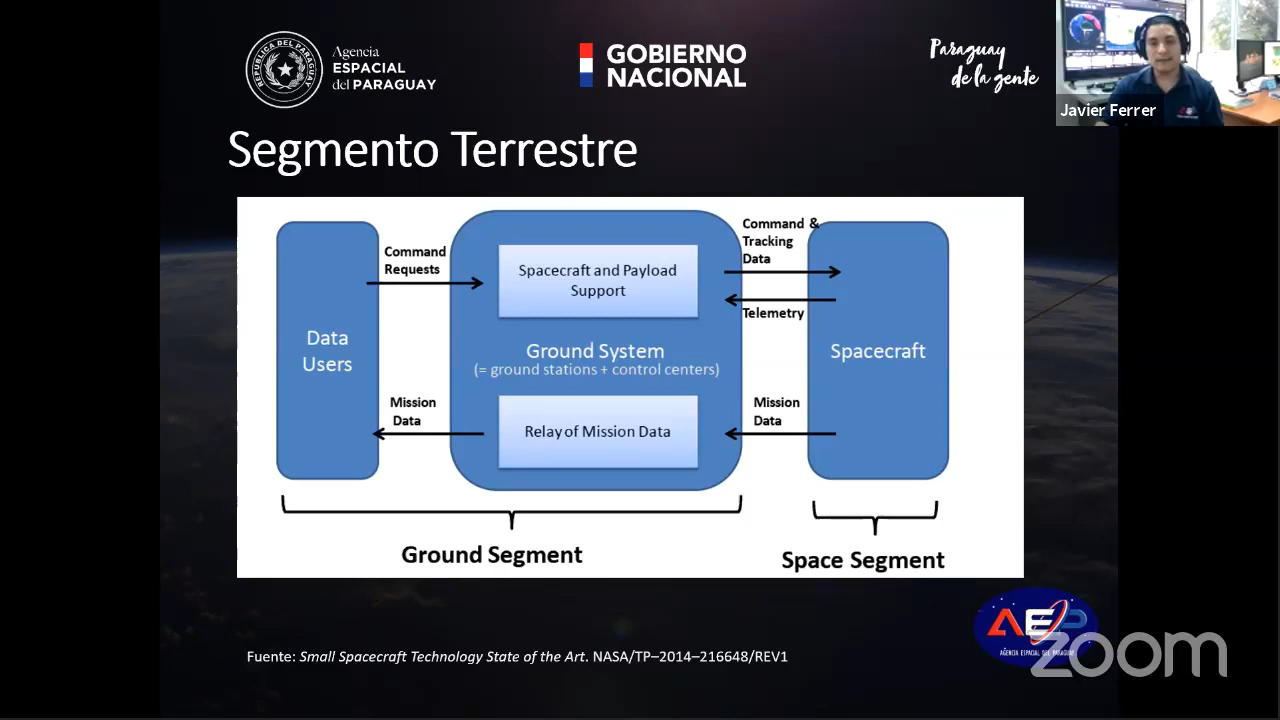 REPÚBLICA DEL PARAGUAY
Agencia
ESPACIAL
del PARAGUAY
GOBIERNO
NACIONAL
Paraguay
de la gente
Javier Ferrer
Segmento Terrestre
Command &
Tracking
Data
Command
Requests
Spacecraft and Payload
Support
Telemetry
Data
Users
Ground System
(= ground stations + control centers)
Spacecraft
Mission
Data
Relay of Mission Data
Mission
Data
Ground Segment
Space Segment
AEP
AGENCIA ESPACIAL DEL PARAGUAY
zoom
Fuente: Small Spacecraft Technology State of the Art. NASA/TP–2014–216648/REV1